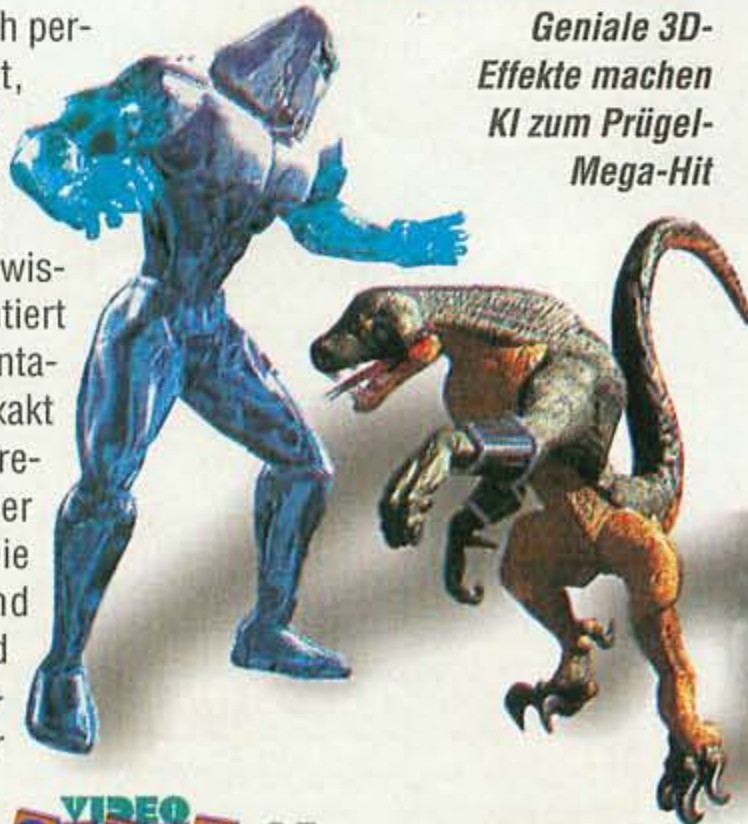 h per-
t,
wis-
tiert
nta-
xakt
re-
er
ie
nd
d
Geniale 3D-
Effekte machen
KI zum Prügel-
Mega-Hit
VIDEO